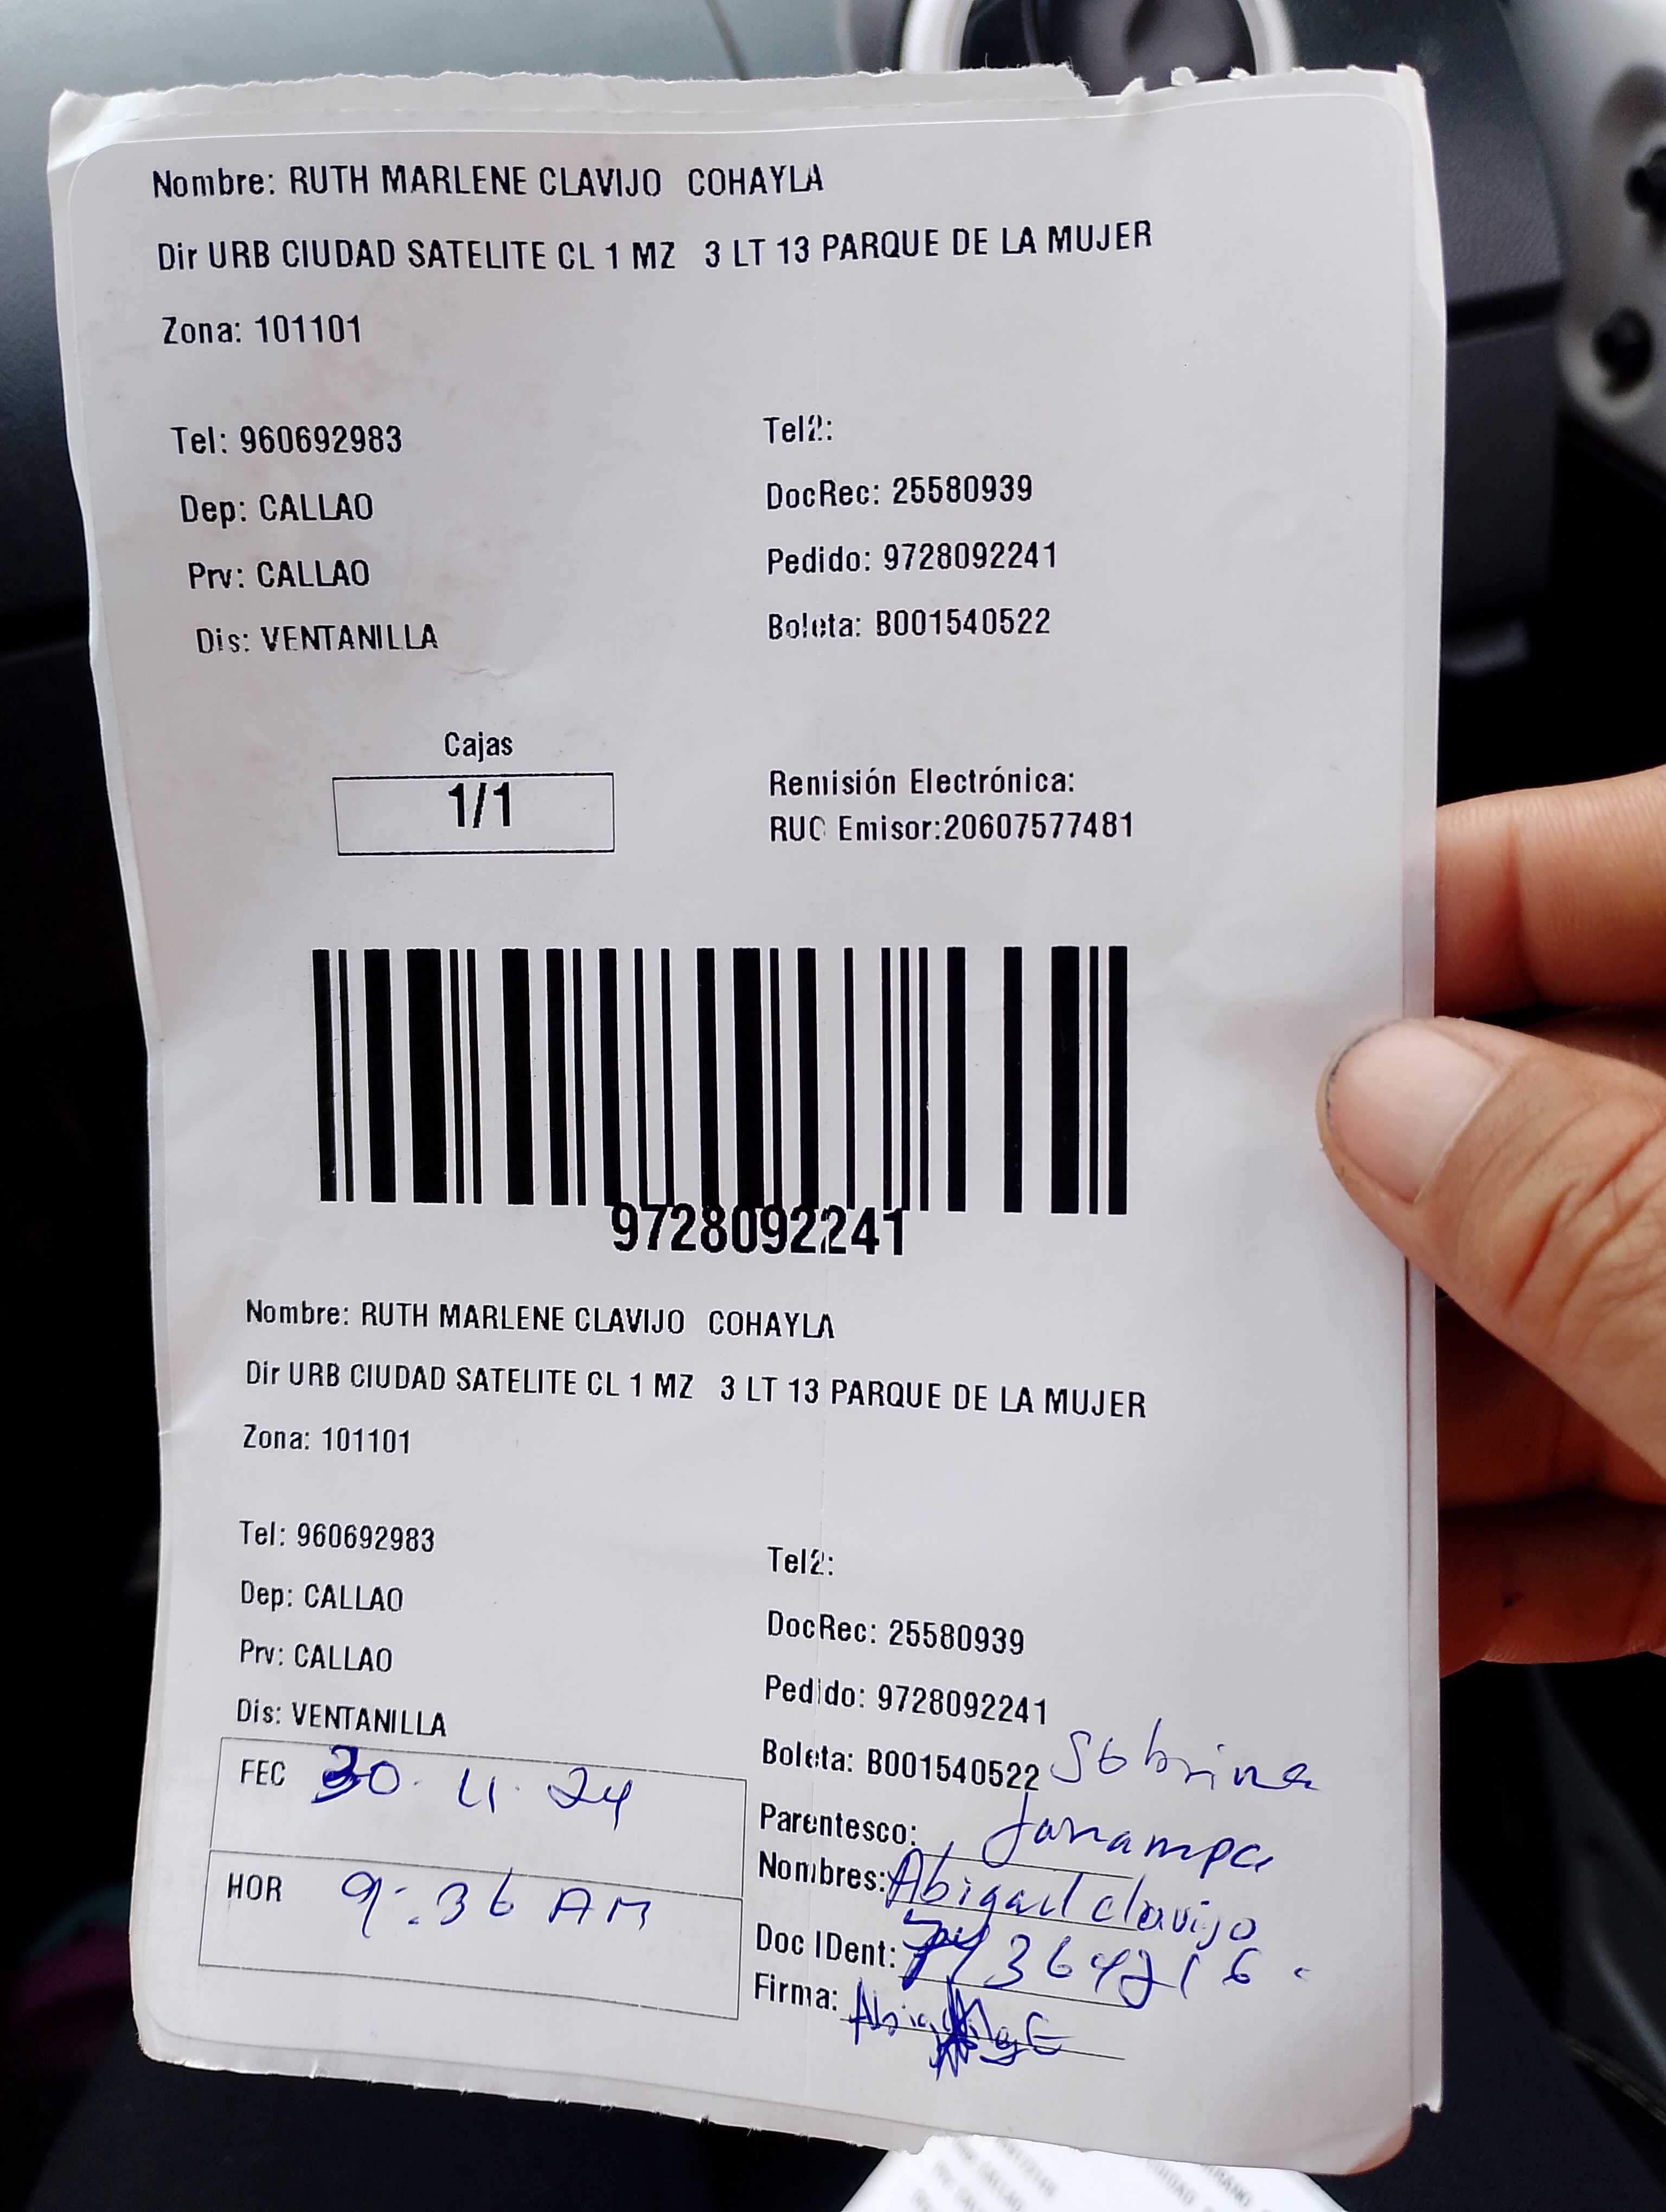 Nombre: RUTH MARLENE CLAVIJO COHAYLA
Dir URB CIUDAD SATELITE CL 1 MZ 3 LT 13 PARQUE DE LA MUJER
Zona: 101101
Tel: 960692983
Tel2:
Dep: CALLAO
DocRec: 25580939
Prv: CALLAO
Pedido: 9728092241
Dis: VENTANILLA
Boleta: B001540522
Cajas
1/1
Remisión Electrónica:
RUC Emisor:20607577481
9728092241
Nombre: RUTH MARLENE CLAVIJO COHAYLA
Dir URB CIUDAD SATELITE CL 1 MZ 3 LT 13 PARQUE DE LA MUJER
Zona: 101101
Tel: 960692983
Tel2:
Dep: CALLAO
DocRec: 25580939
Prv: CALLAO
Pedido: 9728092241
Dis: VENTANILLA
Boleta: B001540522
FEC 30. 11. 24
HOR 9:36 AM
Sobrina
Parentesco:
Nombres: Abigail Clavijo
Doc IDent:
Firma: